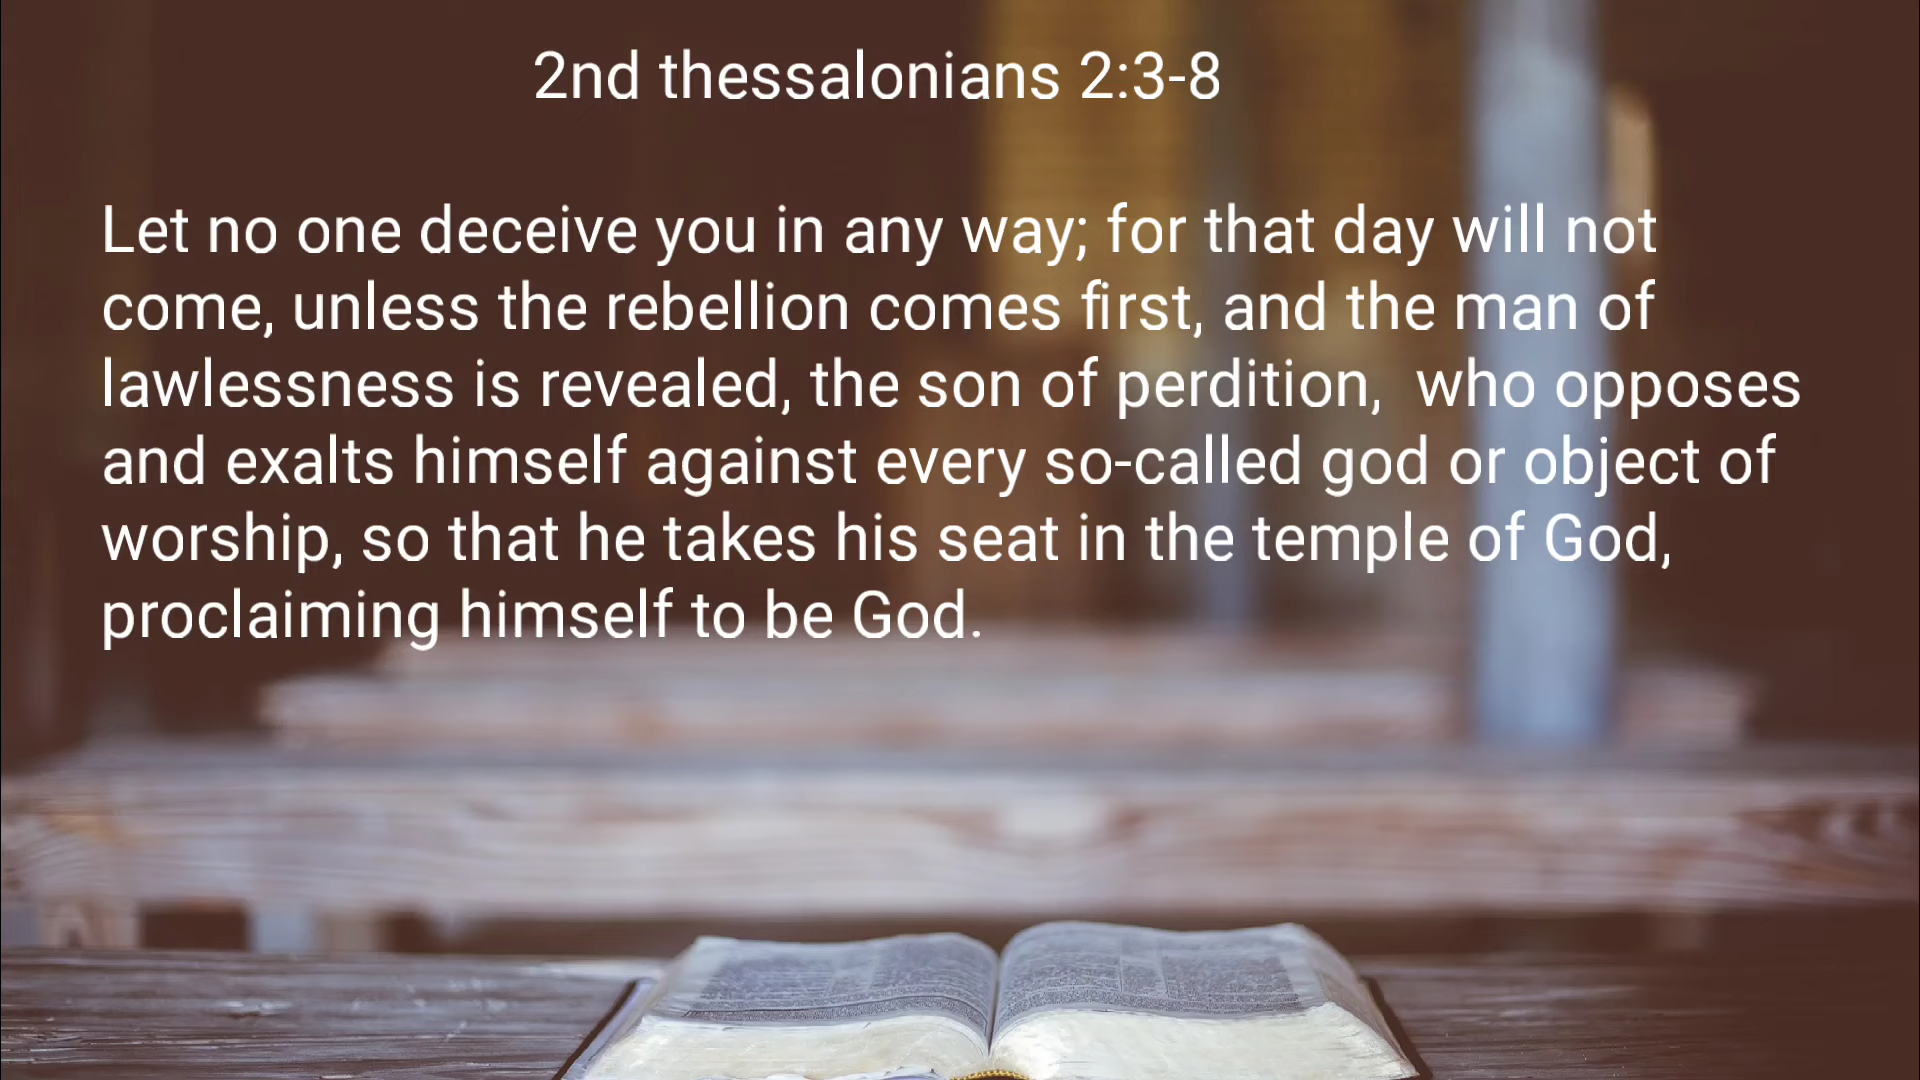 2nd thessalonians 2:3-8
Let no one deceive you in any way; for that day will not
come, unless the rebellion comes first, and the man of
lawlessness is revealed, the son of perdition,  who opposes
and exalts himself against every so-called god or object of
worship, so that he takes his seat in the temple of God,
proclaiming himself to be God.